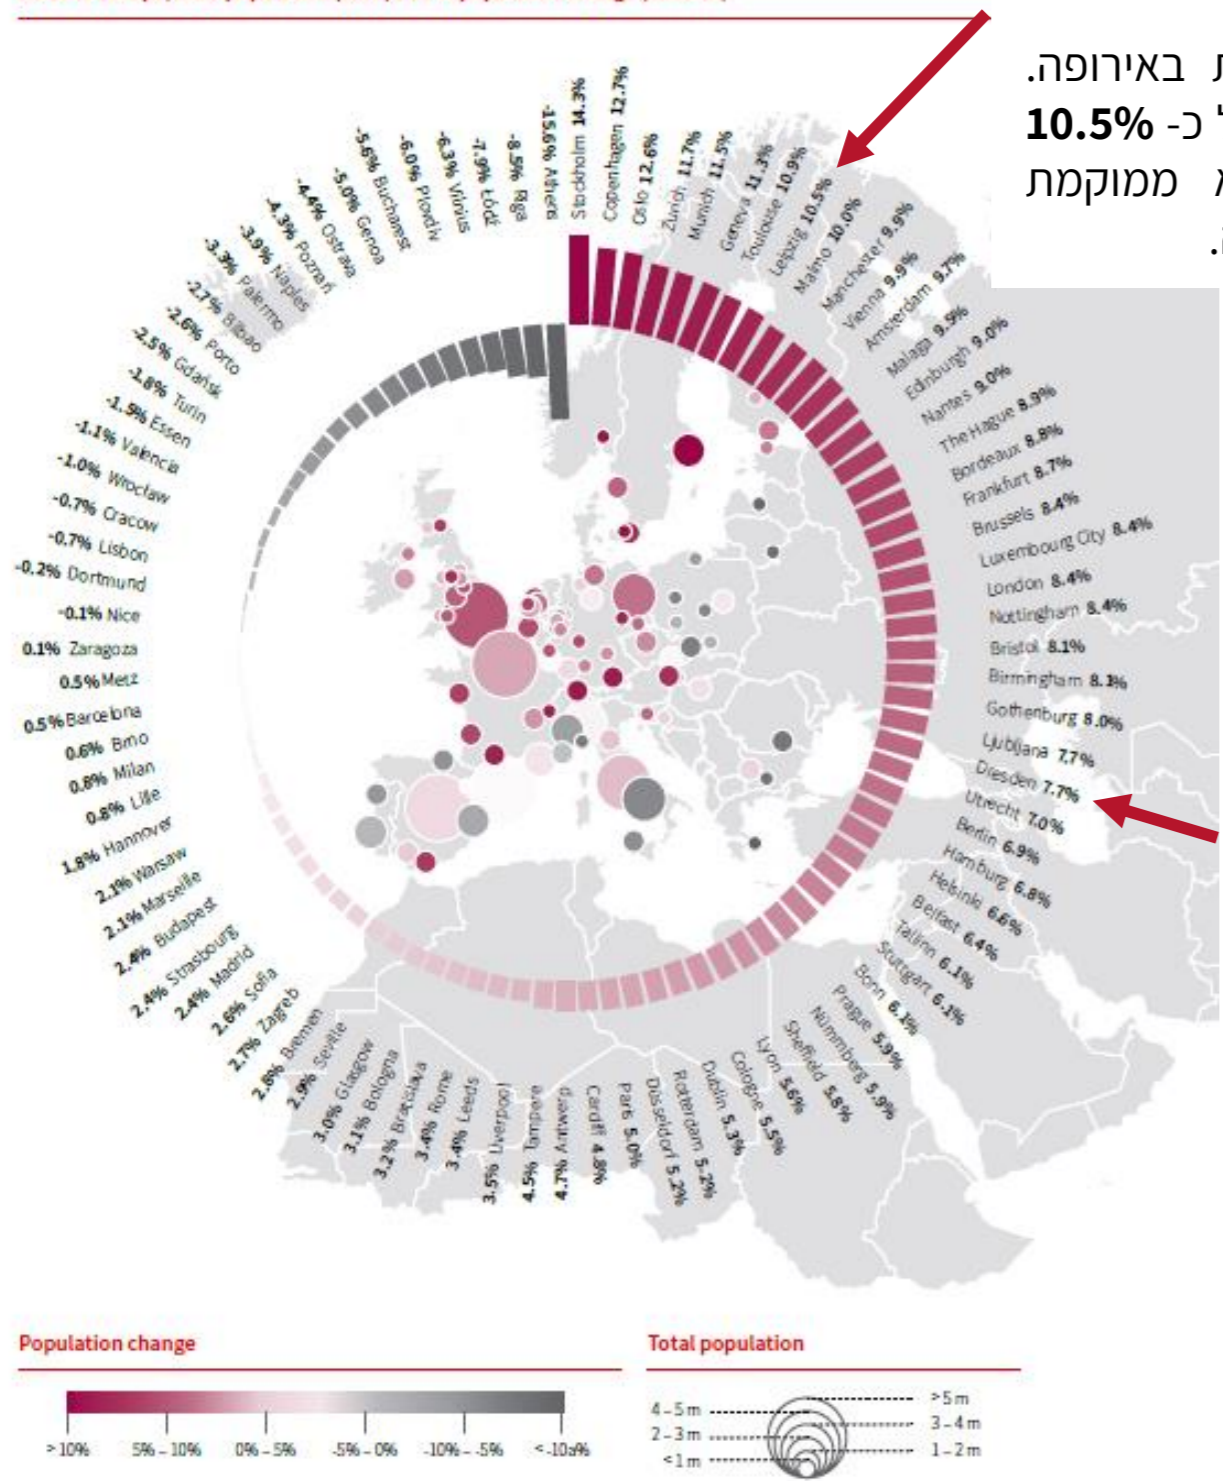 באירופה.
כ- 10.5%
ממוקמת
Stockholm 14.3%
Copenhagen 12.7%
Oslo 12.6%
Zurich 11.7%
Munich 11.5%
Geneva 11.3%
Toulouse 10.9%
Leipzig 10.5%
Malmo 10.0%
Manchester 9.9%
Vienna 9.9%
Amsterdam 9.7%
Malaga 9.5%
Edinburgh 9.0%
Nantes 9.0%
The Hague 8.9%
Bordeaux 8.8%
Frankfurt 8.7%
Brussels 8.4%
Luxembourg City 8.4%
London 8.4%
Nottingham 8.4%
Bristol 8.1%
Birmingham 8.1%
Gothenburg 8.0%
Ljubljana 7.7%
Dresden 7.7%
Utrecht 7.0%
Berlin 6.9%
Hamburg 6.8%
Helsinki 6.6%
Belfast 6.4%
Tallinn 6.1%
Stuttgart 6.1%
Bonn 6.1%
Prague 5.9%
Nürnmberg 5.9%
Sheffield 5.8%
Lyon 5.6%
Cologne 5.5%
Dublin 5.3%
Rotterdam 5.2%
Düsseldorf 5.2%
Paris 5.0%
Cardiff 4.8%
4.7% Antwerp
4.5% Tampere
3.5% Liverpool
3.4% Leeds
3.4% Rome
3.2% Bratislava
3.1% Bologna
3.0% Glasgow
2.9% Seville
2.8% Bremen
2.7% Zagreb
2.6% Sofia
2.4% Madrid
2.4% Strasbourg
2.4% Budapest
2.1% Marseille
2.1% Warsaw
1.8% Hannover
0.8% Lille
0.8% Milan
0.6% Brno
0.5% Barcelona
0.5% Metz
0.1% Zaragoza
-0.1% Nice
-0.2% Dortmund
-0.7% Lisbon
-0.7% Cracow
-1.0% Wrocław
-1.1% Valencia
-1.5% Essen
-1.8% Turin
-2.5% Gdańsk
-2.6% Porto
-2.7% Bilbao
-3.3% Palermo
-3.9% Naples
-4.3% Poznań
-4.4% Ostrava
-5.0% Genoa
-5.6% Bucharest
-6.0% Plovdiv
-6.3% Vilnius
-7.9% Łódź
-8.5% Riga
-15.6% Athens
Population change
>10%
5% – 10%
0% – 5%
-5% – 0%
-10% – -5%
<-10a%
Total population
4 – 5 m
2 – 3 m
<1 m
>5 m
3 – 4 m
1 – 2 m